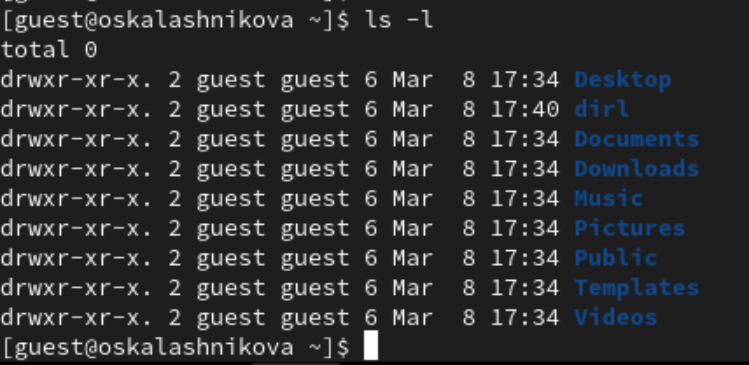 [guest@oskalashnikova ~]$ ls -l
total 0
drwxr-xr-x. 2 guest guest 6 Mar  8 17:34 Desktop
drwxr-xr-x. 2 guest guest 6 Mar  8 17:40 dirl
drwxr-xr-x. 2 guest guest 6 Mar  8 17:34 Documents
drwxr-xr-x. 2 guest guest 6 Mar  8 17:34 Downloads
drwxr-xr-x. 2 guest guest 6 Mar  8 17:34 Music
drwxr-xr-x. 2 guest guest 6 Mar  8 17:34 Pictures
drwxr-xr-x. 2 guest guest 6 Mar  8 17:34 Public
drwxr-xr-x. 2 guest guest 6 Mar  8 17:34 Templates
drwxr-xr-x. 2 guest guest 6 Mar  8 17:34 Videos
[guest@oskalashnikova ~]$